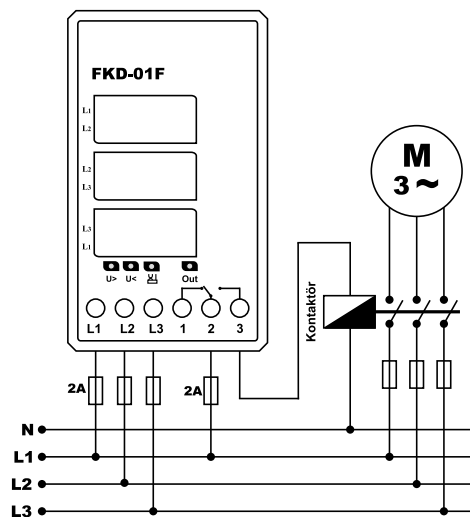 FKD-01F
L1
L2
L2
L3
L3
L1
U> U< Out
L1 L2 L3 1 2 3
M
3 ~
Kontaktör
2A 2A
N
L1
L2
L3